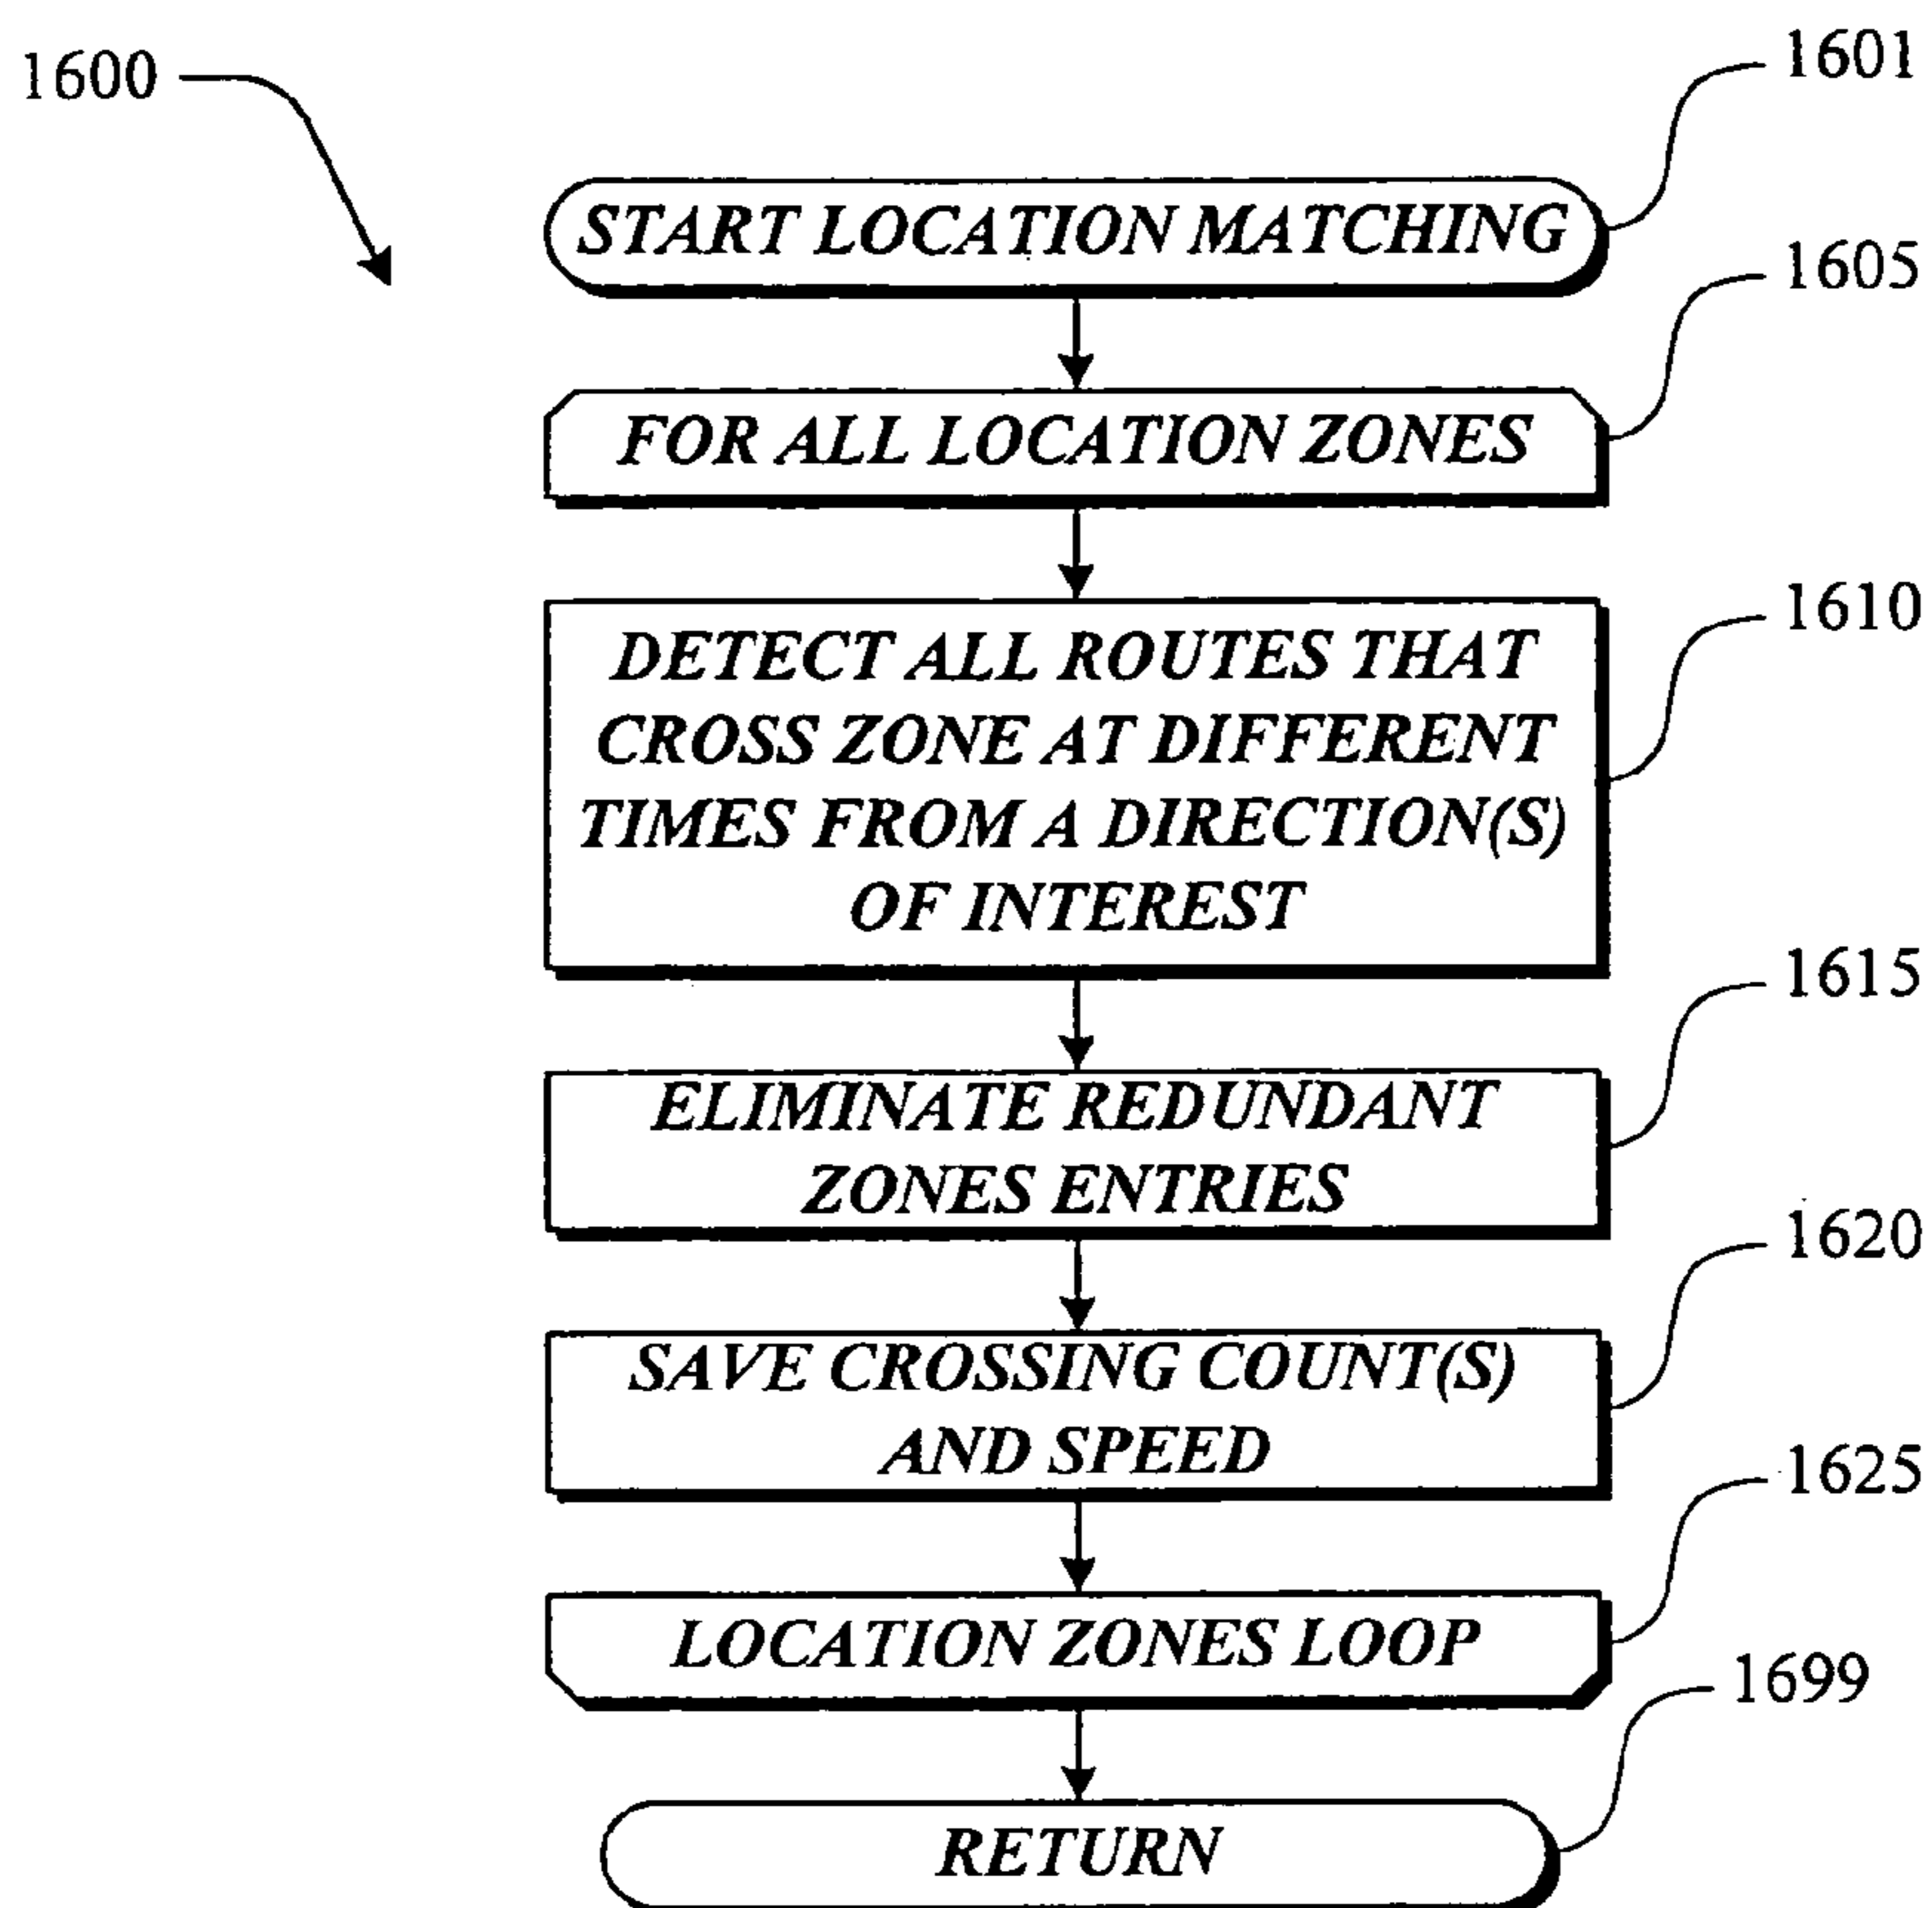 1600
1601
START LOCATION MATCHING
1605
FOR ALL LOCATION ZONES
1610
DETECT ALL ROUTES THAT
CROSS ZONE AT DIFFERENT
TIMES FROM A DIRECTION(S)
OF INTEREST
1615
ELIMINATE REDUNDANT
ZONES ENTRIES
1620
SAVE CROSSING COUNT(S)
AND SPEED
1625
LOCATION ZONES LOOP
1699
RETURN